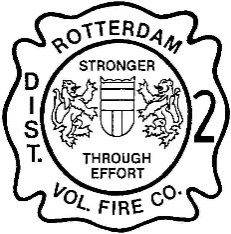 ROTTERDAM
DIST.
2
STRONGER
THROUGH
EFFORT
VOL. FIRE CO.